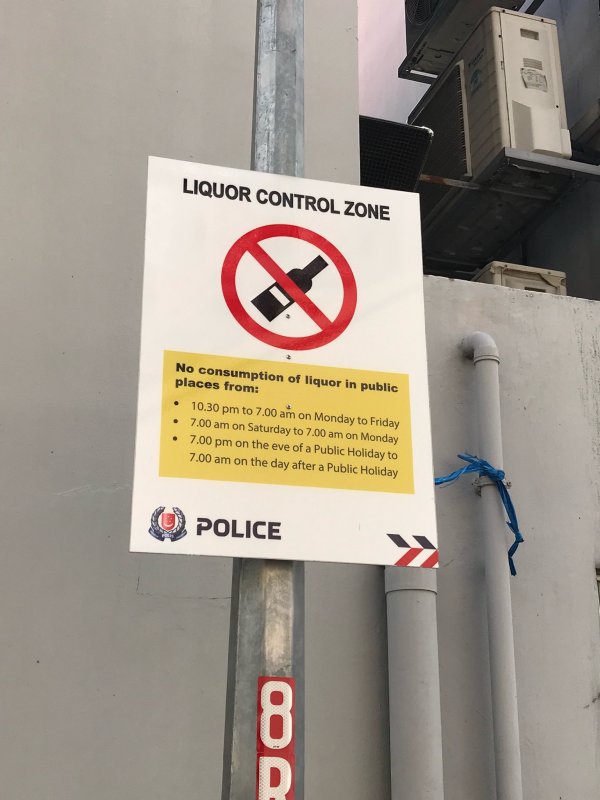 LIQUOR CONTROL ZONE
No consumption of liquor in public
places from:
• 10.30 pm to 7.00 am on Monday to Friday
• 7.00 am on Saturday to 7.00 am on Monday
• 7.00 pm on the eve of a Public Holiday to
7.00 am on the day after a Public Holiday
POLICE
8